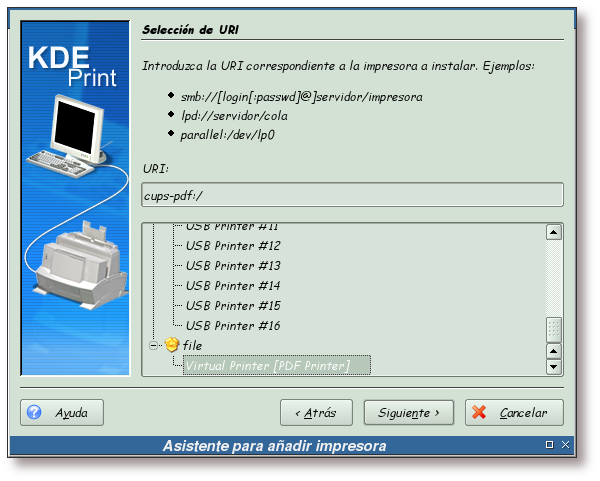 KDE
Print
Selección de URI
Introduzca la URI correspondiente a la impresora a instalar. Ejemplos:
smb://[login[:passwd]@]servidor/impresora
lpd://servidor/cola
parallel:/dev/lp0
URI:
cups-pdf:/
USB Printer #11
USB Printer #12
USB Printer #13
USB Printer #14
USB Printer #15
USB Printer #16
file
Virtual Printer [PDF Printer]
Ayuda
‹ Atrás
Siguiente ›
Cancelar
Asistente para añadir impresora